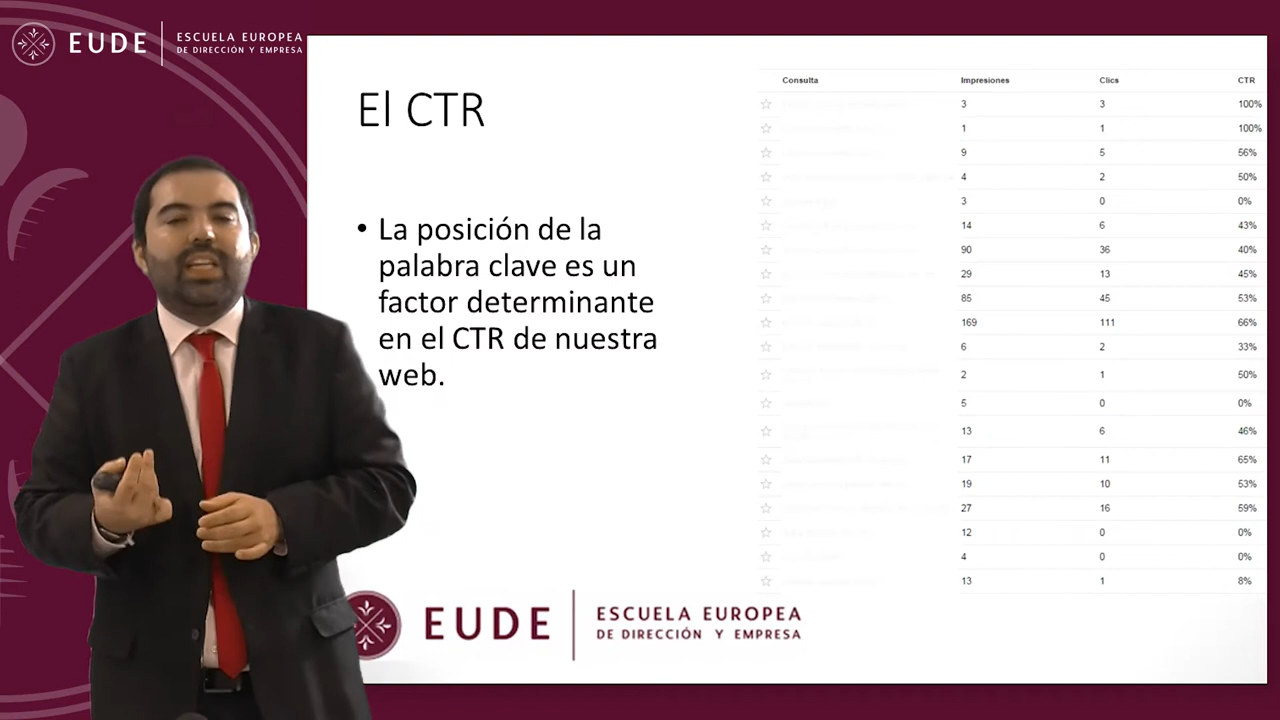 EUDE
ESCUELA EUROPEA
DE DIRECCIÓN Y EMPRESA
El CTR
• La posición de la
palabra clave es un
factor determinante
en el CTR de nuestra
web.
Consulta Impresiones Clics CTR
3 3 100%
1 1 100%
9 5 56%
4 2 50%
3 0 0%
14 6 43%
90 36 40%
29 13 45%
85 45 53%
169 111 66%
6 2 33%
2 1 50%
5 0 0%
13 6 46%
17 11 65%
19 10 53%
27 16 59%
12 0 0%
4 0 0%
13 1 8%
EUDE
ESCUELA EUROPEA
DE DIRECCIÓN Y EMPRESA